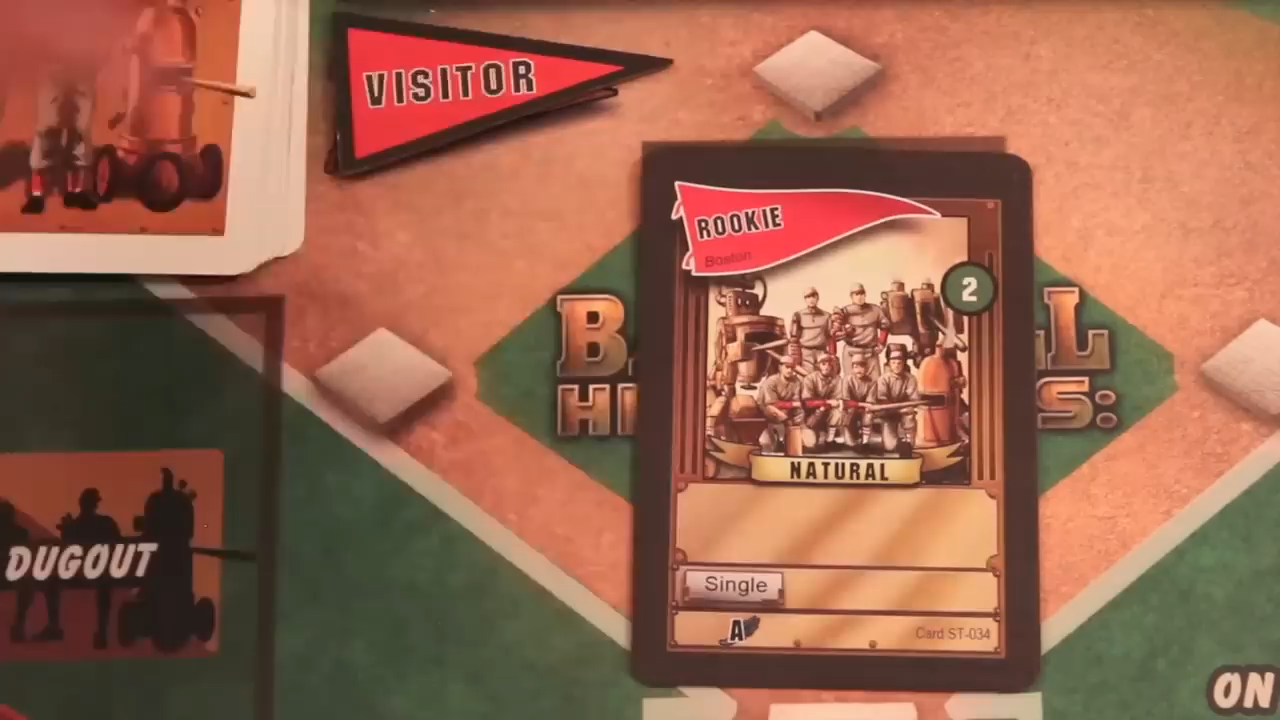 VISITOR
ROOKIE
Boston
2
NATURAL
Single
A
Card ST-034
DUGOUT
ON